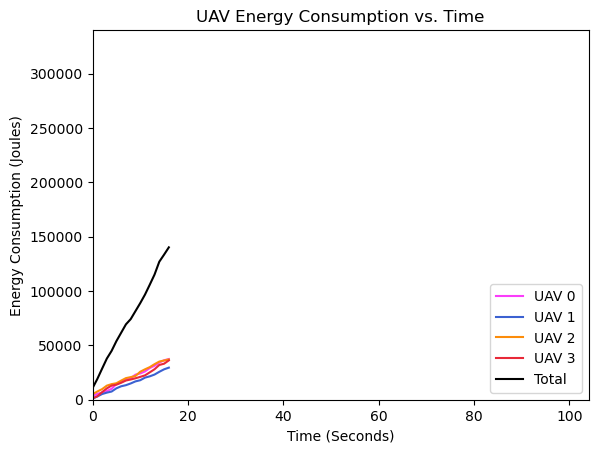 UAV Energy Consumption vs. Time
Energy Consumption (Joules)
300000
250000
200000
150000
100000
50000
0
0 20 40 60 80 100
Time (Seconds)
UAV 0
UAV 1
UAV 2
UAV 3
Total